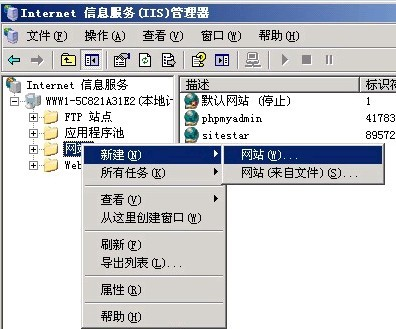 Internet 信息服务(IIS)管理器
文件(F) 操作(A) 查看(V) 窗口(W) 帮助(H)
Internet 信息服务
WWW1-5C821A31E2(本地计
FTP 站点
应用程序池
网站
Web
描述 标识符
默认网站 (停止) 1
phpmyadmin 41783
sitestar 89572
新建(N)
所有任务(K)
查看(V)
从这里创建窗口(W)
刷新(F)
导出列表(L)...
属性(R)
帮助(H)
网站(W)...
网站(来自文件)(S)...